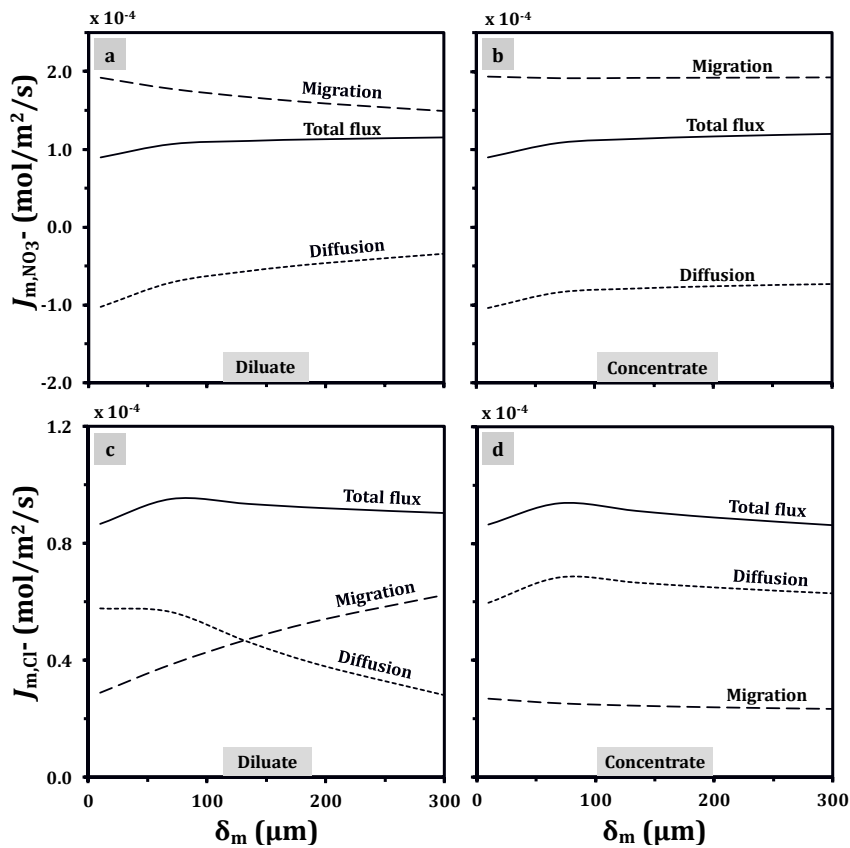 x 10⁻⁴
x 10⁻⁴
a
b
2.0
1.0
0.0
-1.0
-2.0
Jm,NO3- (mol/m²/s)
Migration
Total flux
Diffusion
Diluate
Migration
Total flux
Diffusion
Concentrate
x 10⁻⁴
x 10⁻⁴
c
d
1.2
0.8
0.4
0.0
Jm,Cl- (mol/m²/s)
Total flux
Migration
Diffusion
Diluate
Total flux
Diffusion
Migration
Concentrate
0 100 200 300
0 100 200 300
δm (μm)
δm (μm)